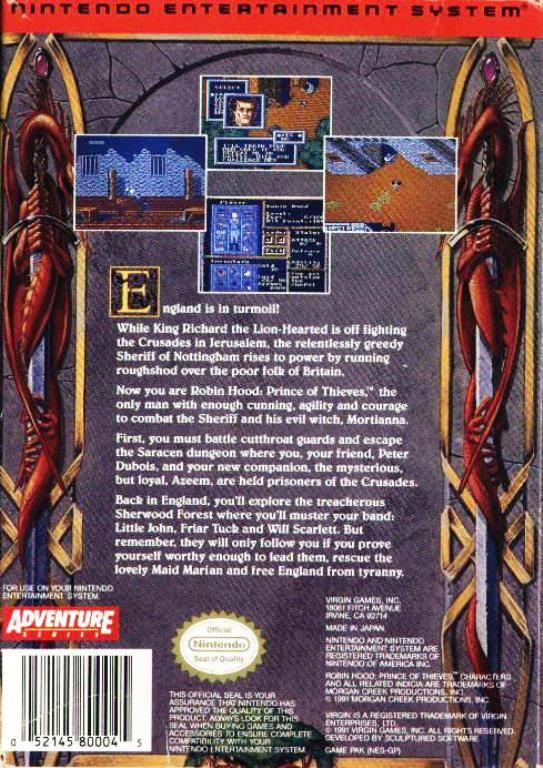 NINTENDO ENTERTAINMENT SYSTEM®
SELECT
England is in turmoil!
While King Richard the Lion-Hearted is off fighting
the Crusades in Jerusalem, the relentlessly greedy
Sheriff of Nottingham rises to power by running
roughshod over the poor folk of Britain.
Now you are Robin Hood: Prince of Thieves,™ the
only man with enough cunning, agility and courage
to combat the Sheriff and his evil witch, Mortianna.
First, you must battle cutthroat guards and escape
the Saracen dungeon where you, your friend, Peter
Dubois, and your new companion, the mysterious,
but loyal, Azeem, are held prisoners of the Crusades.
Back in England, you'll explore the treacherous
Sherwood Forest where you'll muster your band:
Little John, Friar Tuck and Will Scarlett. But
remember, they will only follow you if you prove
yourself worthy enough to lead them, rescue the
lovely Maid Marian and free England from tyranny.
FOR USE ON YOUR NINTENDO
ENTERTAINMENT SYSTEM
ADVENTURE
SERIES
0 52145 80004 5
Official
Nintendo
Seal of Quality
THIS OFFICIAL SEAL IS YOUR
ASSURANCE THAT NINTENDO HAS
APPROVED THE QUALITY OF THIS
PRODUCT. ALWAYS LOOK FOR THIS
SEAL WHEN BUYING GAMES AND
ACCESSORIES TO ENSURE COMPLETE
COMPATIBILITY WITH YOUR
NINTENDO ENTERTAINMENT SYSTEM
VIRGIN GAMES, INC.
18061 FITCH AVENUE
IRVINE, CA 92714
MADE IN JAPAN
NINTENDO AND NINTENDO
ENTERTAINMENT SYSTEM ARE
REGISTERED TRADEMARKS OF
NINTENDO OF AMERICA INC.
ROBIN HOOD: PRINCE OF THIEVES,™ CHARACTERS
AND ALL RELATED INDICIA ARE TRADEMARKS OF
MORGAN CREEK PRODUCTIONS, INC.
© 1991 MORGAN CREEK PRODUCTIONS, INC.
VIRGIN IS A REGISTERED TRADEMARK OF VIRGIN
ENTERPRISES, LTD.
© 1991 VIRGIN GAMES, INC. ALL RIGHTS RESERVED.
DEVELOPED BY SCULPTURED SOFTWARE
GAME PAK (NES-GP)